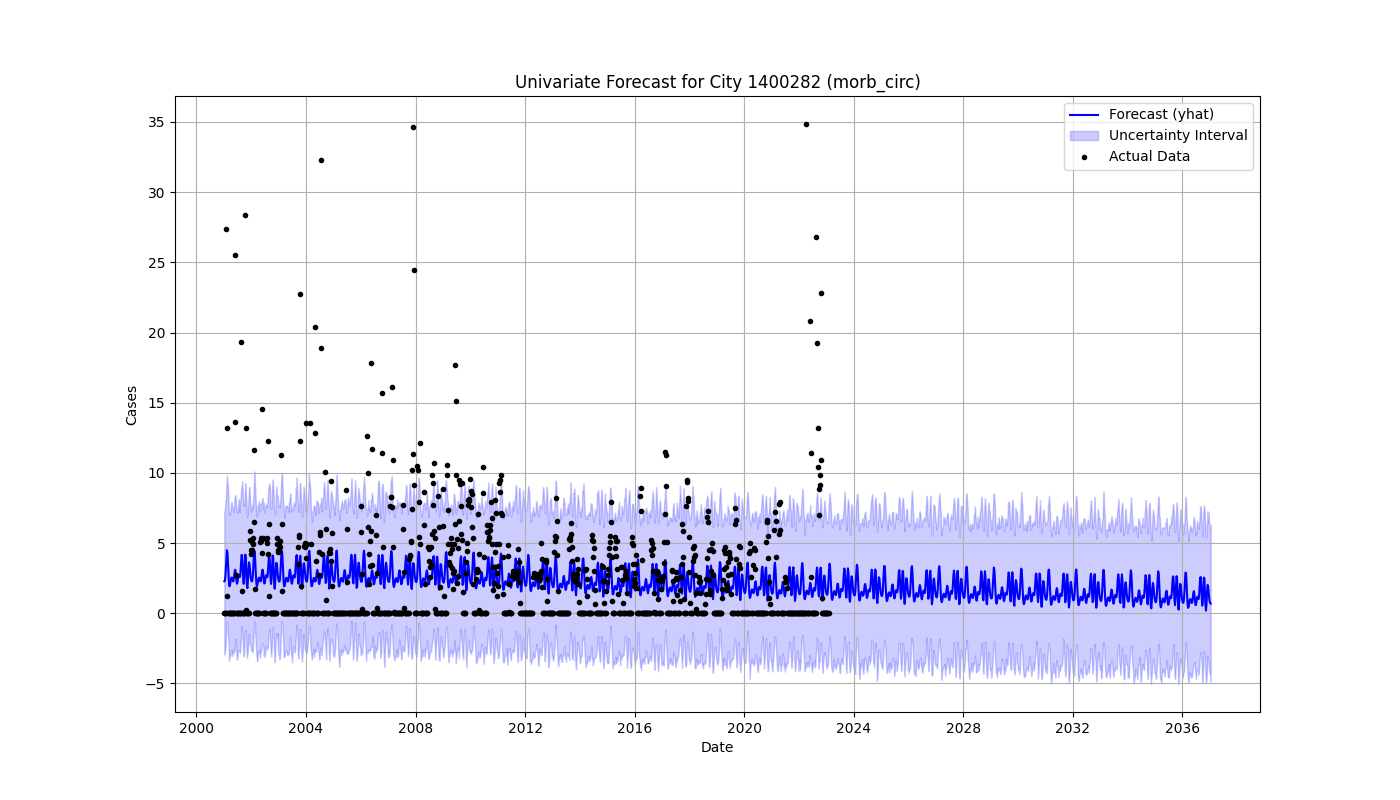 Univariate Forecast for City 1400282 (morb_circ)
Forecast (yhat)
Uncertainty Interval
Actual Data
35
30
25
20
15
10
5
0
−5
Cases
2000 2004 2008 2012 2016 2020 2024 2028 2032 2036
Date